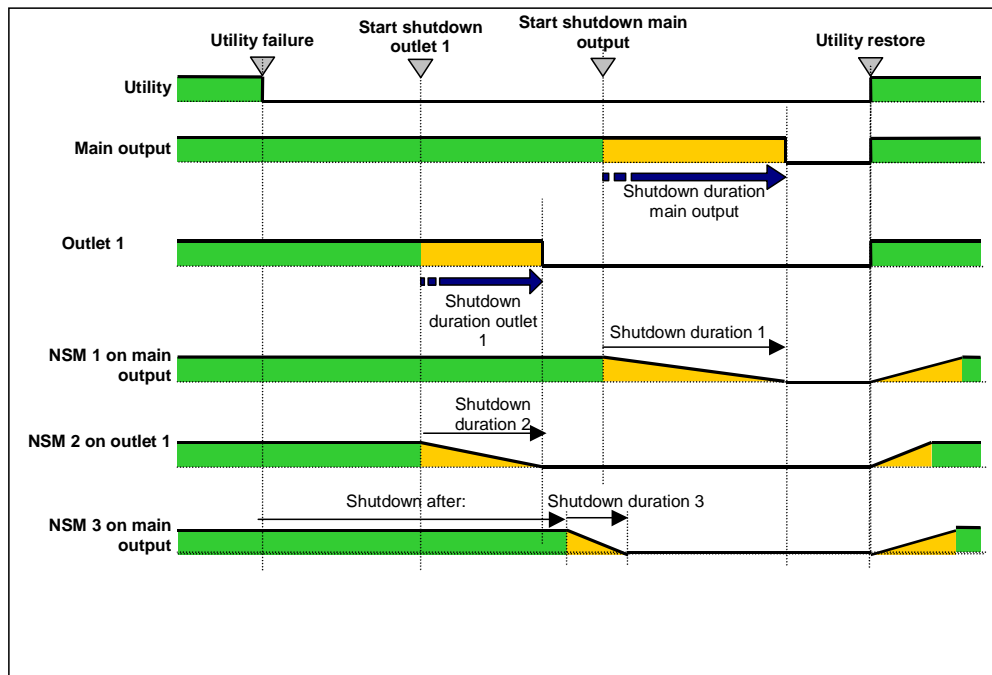 Utility failure
Start shutdown
outlet 1
Start shutdown main
output
Utility restore
Utility
Main output
Shutdown duration
main output
Outlet 1
Shutdown
duration outlet
1
NSM 1 on main
output
Shutdown duration 1
NSM 2 on outlet 1
Shutdown
duration 2
NSM 3 on main
output
Shutdown after:
Shutdown duration 3